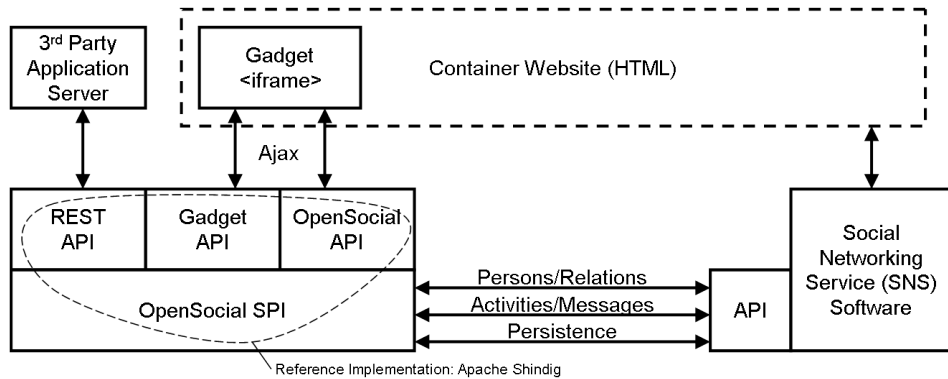 3rd Party
Application
Server
Gadget
<iframe>
Container Website (HTML)
Ajax
REST
API
Gadget
API
OpenSocial
API
OpenSocial SPI
Persons/Relations
Activities/Messages
Persistence
API
Social
Networking
Service (SNS)
Software
Reference Implementation: Apache Shindig